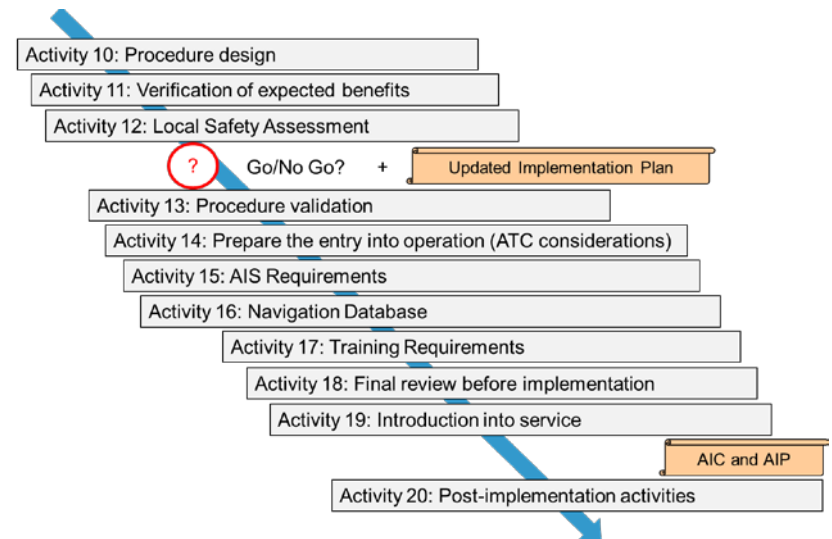 Activity 10: Procedure design
Activity 11: Verification of expected benefits
Activity 12: Local Safety Assessment
? Go/No Go? + Updated Implementation Plan
Activity 13: Procedure validation
Activity 14: Prepare the entry into operation (ATC considerations)
Activity 15: AIS Requirements
Activity 16: Navigation Database
Activity 17: Training Requirements
Activity 18: Final review before implementation
Activity 19: Introduction into service
AIC and AIP
Activity 20: Post-implementation activities